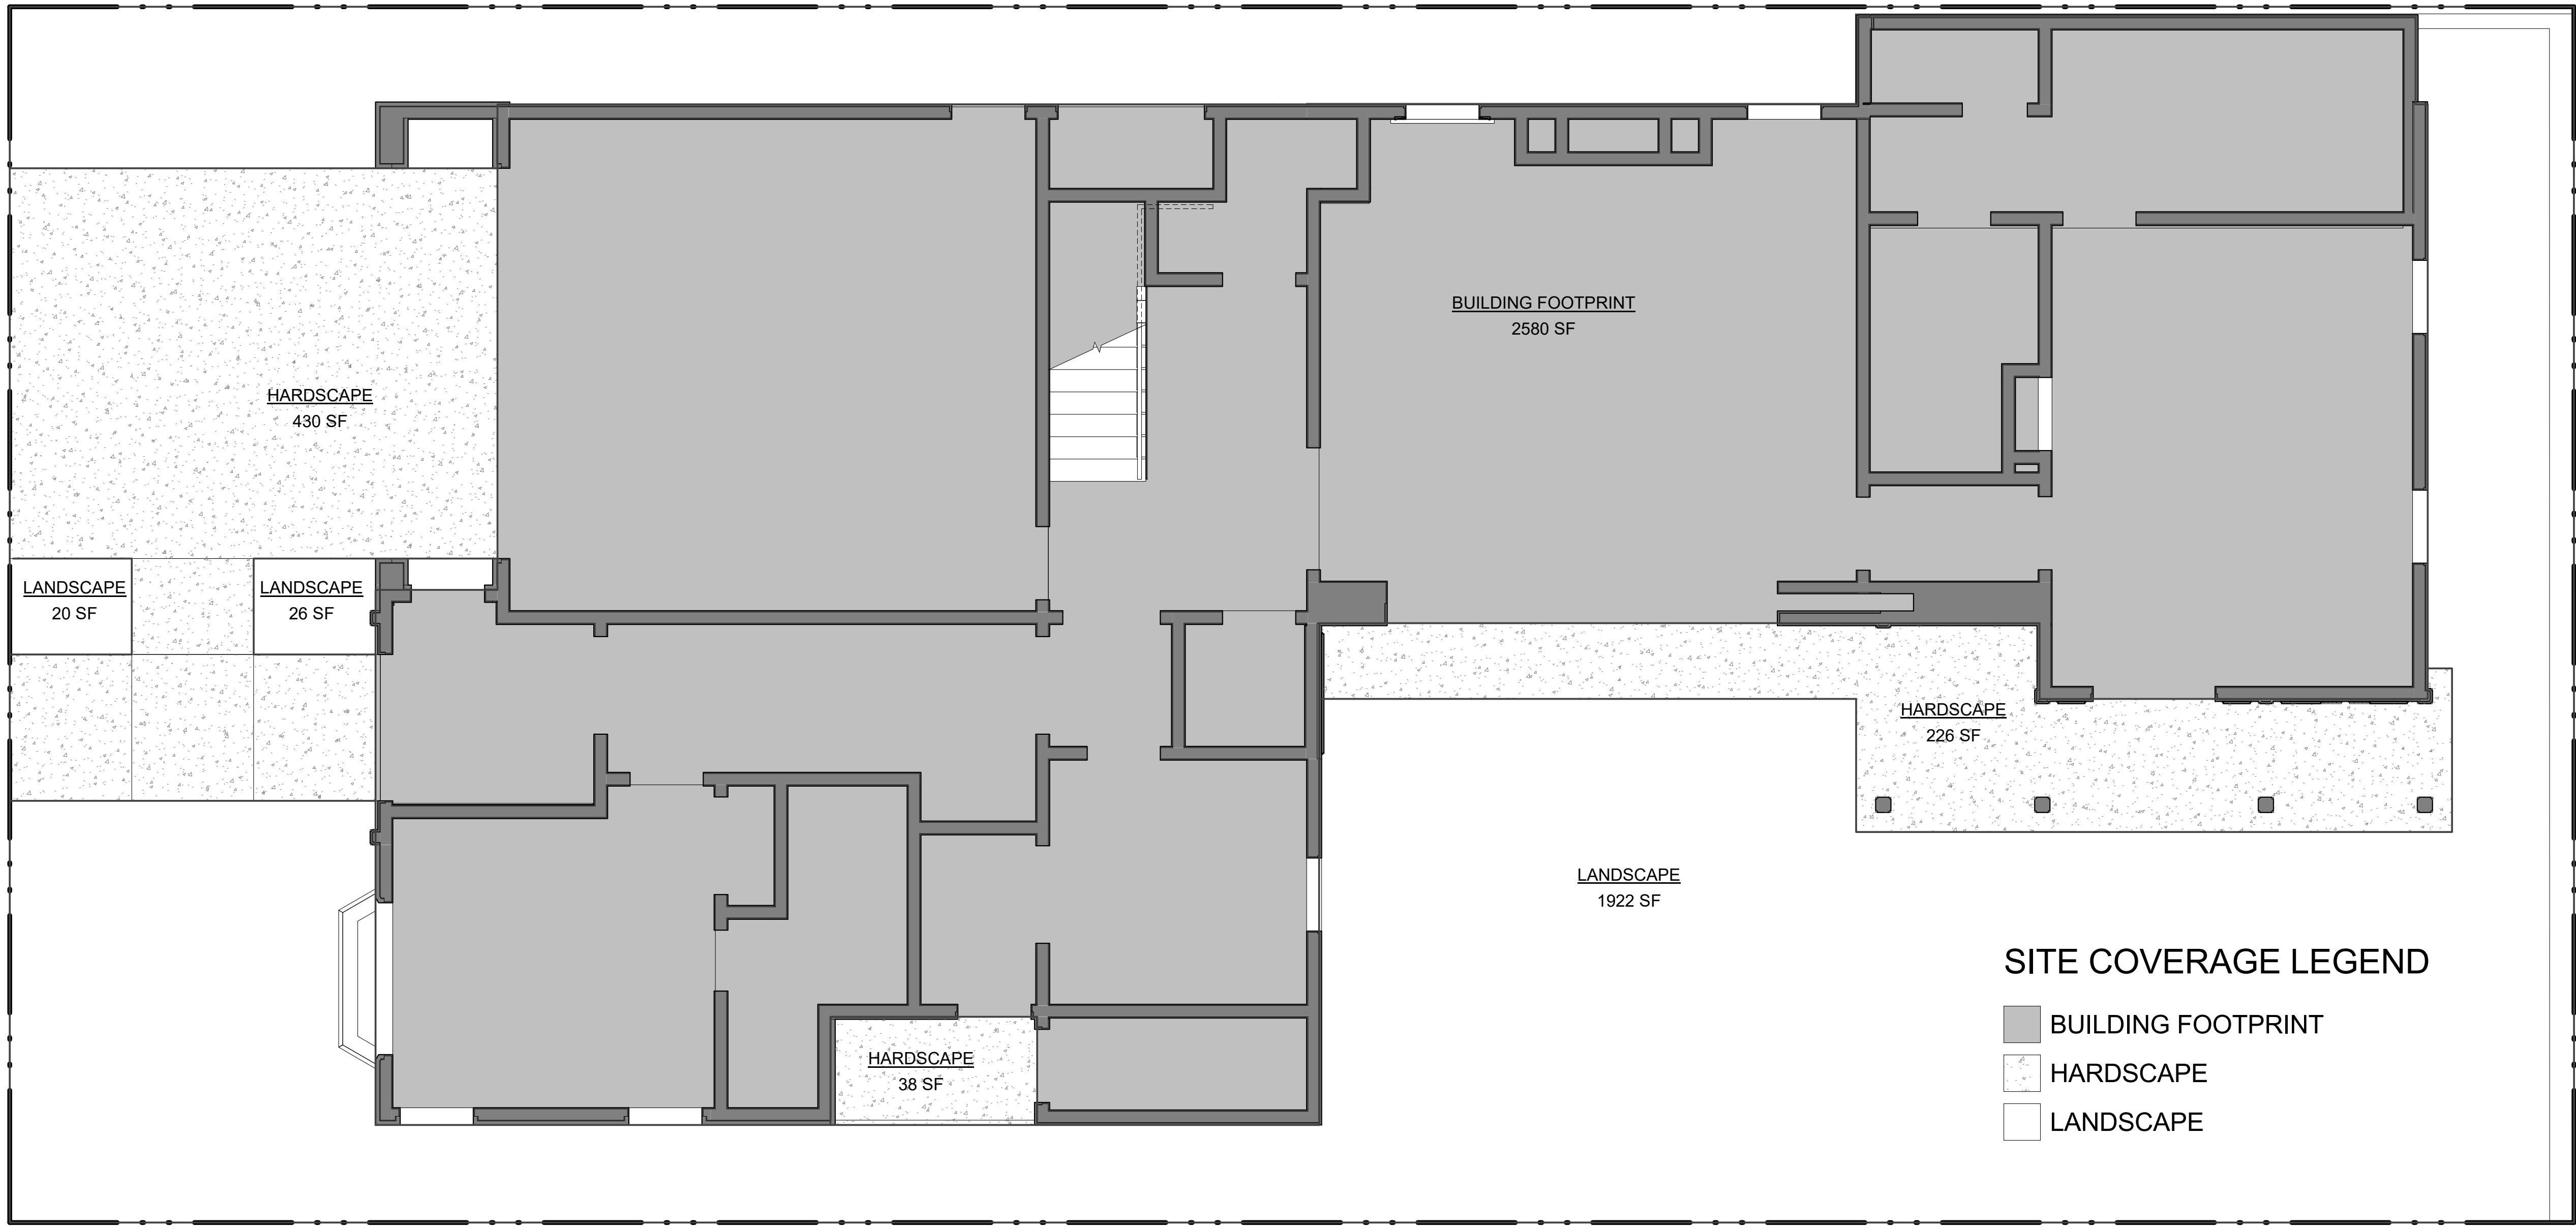 BUILDING FOOTPRINT
2580 SF
HARDSCAPE
430 SF
LANDSCAPE
20 SF
LANDSCAPE
26 SF
HARDSCAPE
226 SF
LANDSCAPE
1922 SF
HARDSCAPE
38 SF
SITE COVERAGE LEGEND
BUILDING FOOTPRINT
HARDSCAPE
LANDSCAPE